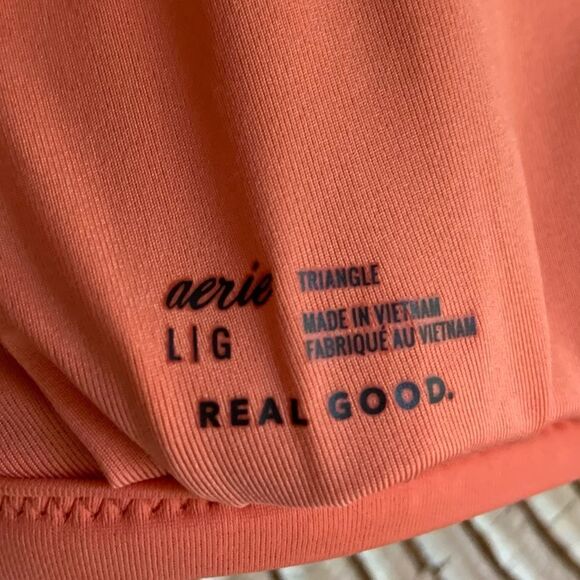 aerie
TRIANGLE
L|G
MADE IN VIETNAM
FABRIQUÉ AU VIETNAM
REAL GOOD.